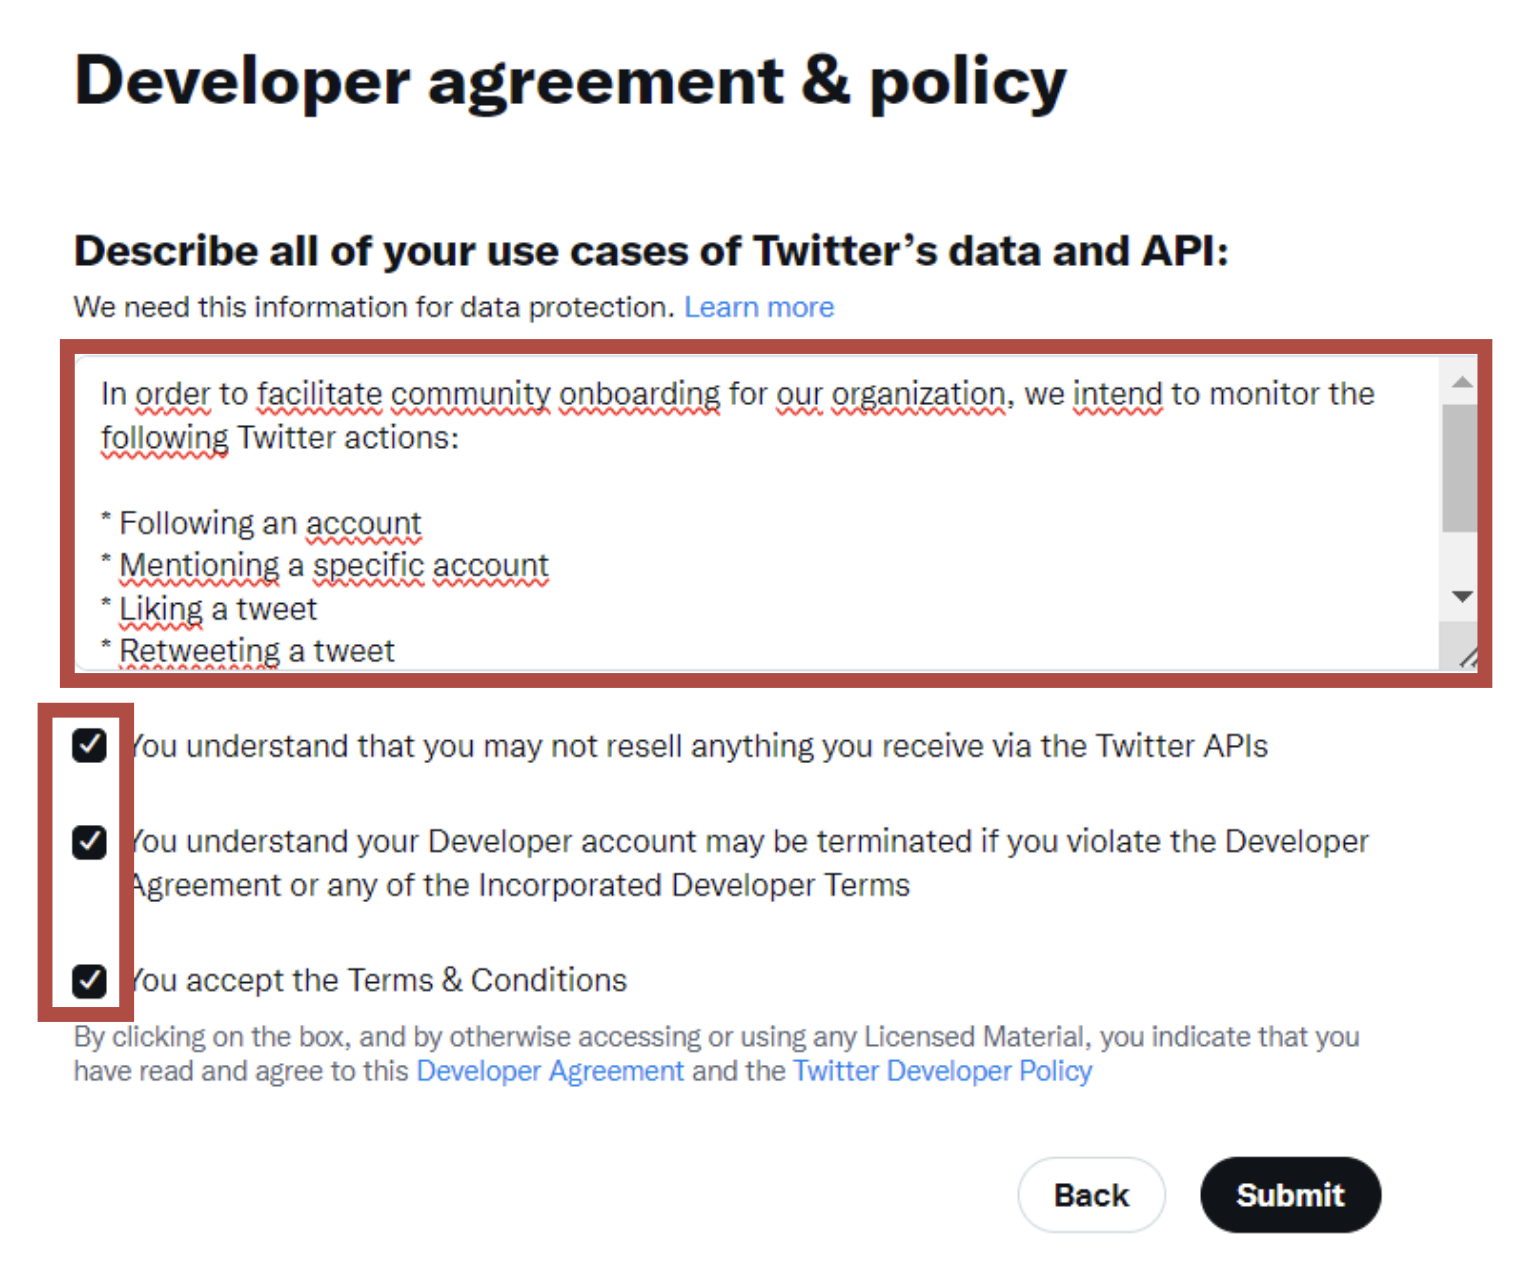 Developer agreement & policy
Describe all of your use cases of Twitter’s data and API:
We need this information for data protection. Learn more
In order to facilitate community onboarding for our organization, we intend to monitor the
following Twitter actions:
* Following an account
* Mentioning a specific account
* Liking a tweet
* Retweeting a tweet
You understand that you may not resell anything you receive via the Twitter APIs
You understand your Developer account may be terminated if you violate the Developer
Agreement or any of the Incorporated Developer Terms
You accept the Terms & Conditions
By clicking on the box, and by otherwise accessing or using any Licensed Material, you indicate that you
have read and agree to this Developer Agreement and the Twitter Developer Policy
Back Submit